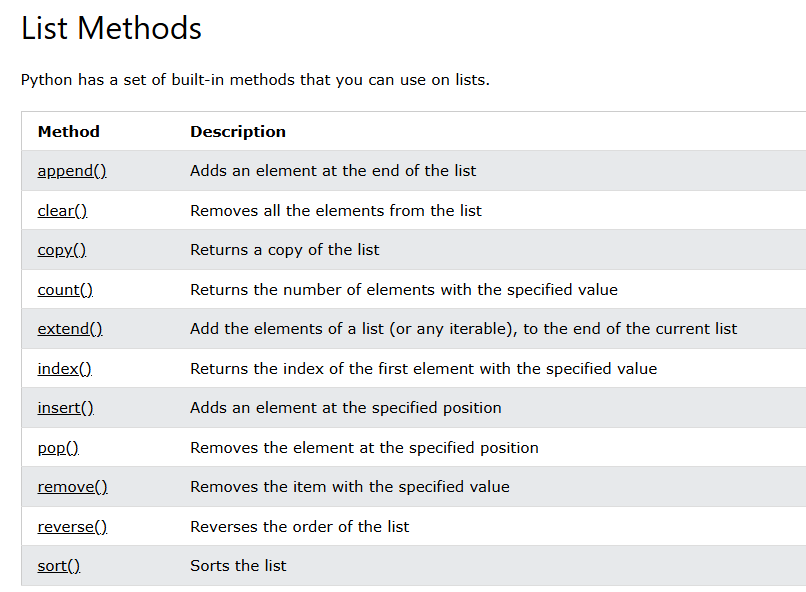 List Methods
Python has a set of built-in methods that you can use on lists.
Method Description
append() Adds an element at the end of the list
clear() Removes all the elements from the list
copy() Returns a copy of the list
count() Returns the number of elements with the specified value
extend() Add the elements of a list (or any iterable), to the end of the current list
index() Returns the index of the first element with the specified value
insert() Adds an element at the specified position
pop() Removes the element at the specified position
remove() Removes the item with the specified value
reverse() Reverses the order of the list
sort() Sorts the list